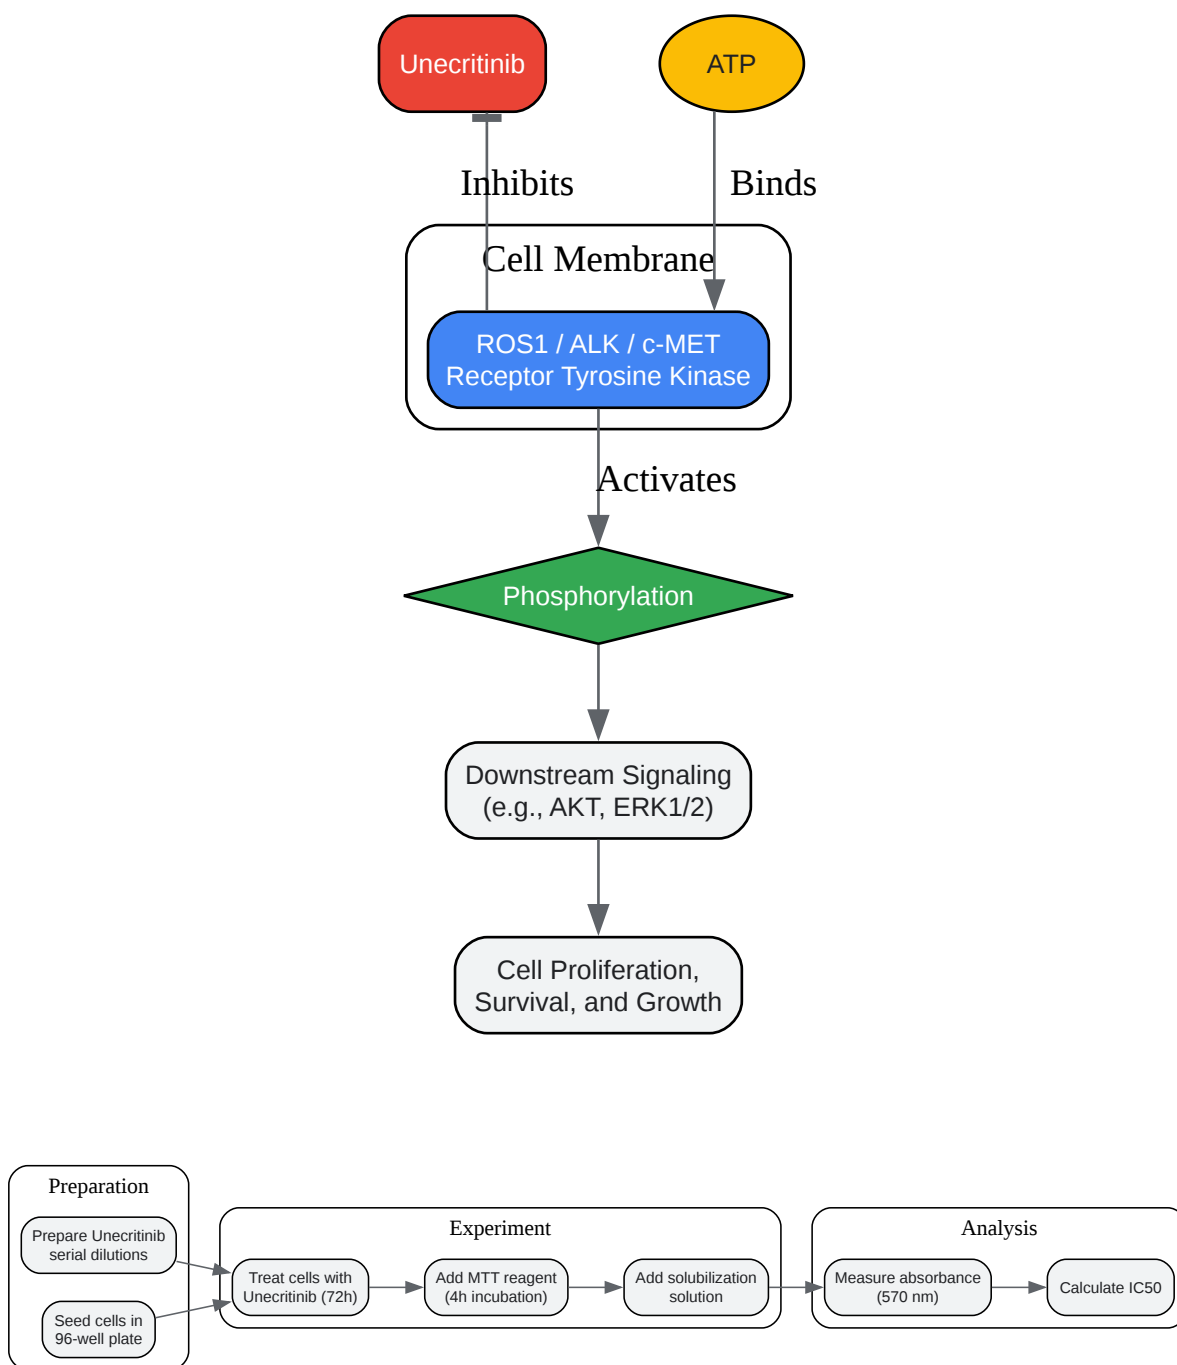 Unecritinib
ATP
Inhibits
Binds
Cell Membrane
ROS1 / ALK / c-MET
Receptor Tyrosine Kinase
Activates
Phosphorylation
Downstream Signaling
(e.g., AKT, ERK1/2)
Cell Proliferation,
Survival, and Growth
Preparation
Prepare Unecritinib
serial dilutions
Seed cells in
96-well plate
Experiment
Treat cells with
Unecritinib (72h)
Add MTT reagent
(4h incubation)
Add solubilization
solution
Analysis
Measure absorbance
(570 nm)
Calculate IC50